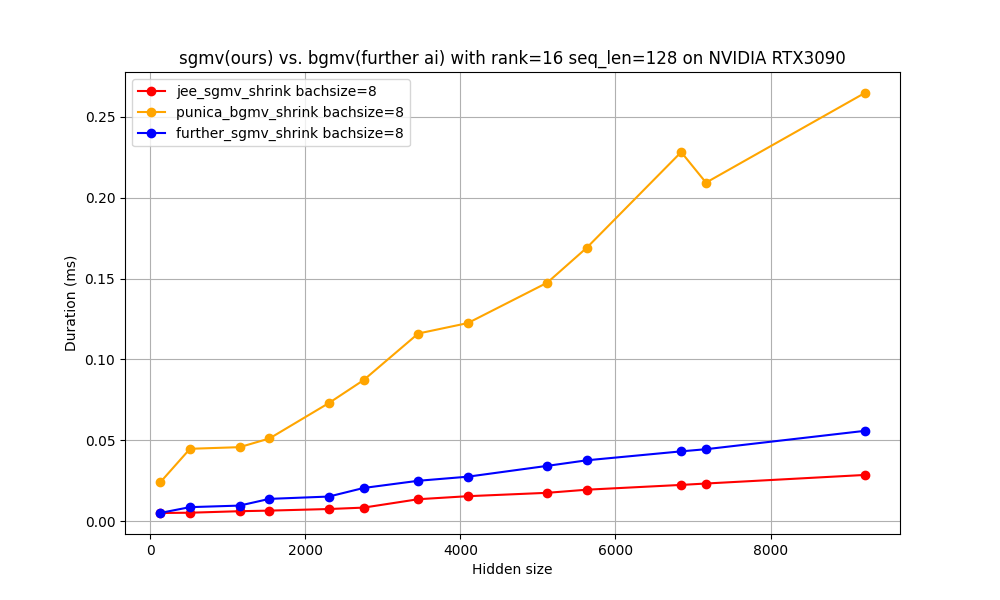 sgmv(ours) vs. bgmv(further ai) with rank=16 seq_len=128 on NVIDIA RTX3090
jee_sgmv_shrink bachsize=8
punica_bgmv_shrink bachsize=8
further_sgmv_shrink bachsize=8
Duration (ms)
0.25
0.20
0.15
0.10
0.05
0.00
0 2000 4000 6000 8000
Hidden size